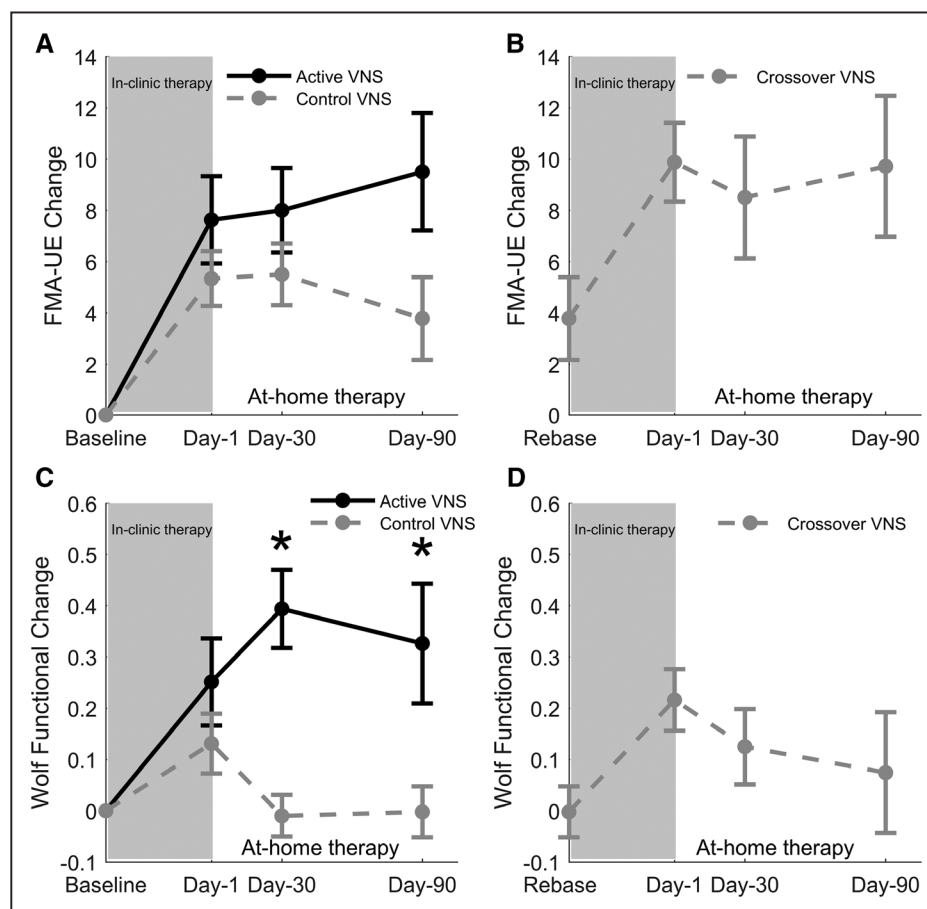 A
14
12
10
8
6
4
2
0
FMA-UE Change
In-clinic therapy
Active VNS
Control VNS
At-home therapy
Baseline Day-1 Day-30 Day-90
B
14
12
10
8
6
4
2
0
FMA-UE Change
In-clinic therapy
Crossover VNS
At-home therapy
Rebase Day-1 Day-30 Day-90
C
0.6
0.5
0.4
0.3
0.2
0.1
0
-0.1
Wolf Functional Change
In-clinic therapy
Active VNS
Control VNS
*
*
At-home therapy
Baseline Day-1 Day-30 Day-90
D
0.6
0.5
0.4
0.3
0.2
0.1
0
-0.1
Wolf Functional Change
In-clinic therapy
Crossover VNS
At-home therapy
Rebase Day-1 Day-30 Day-90